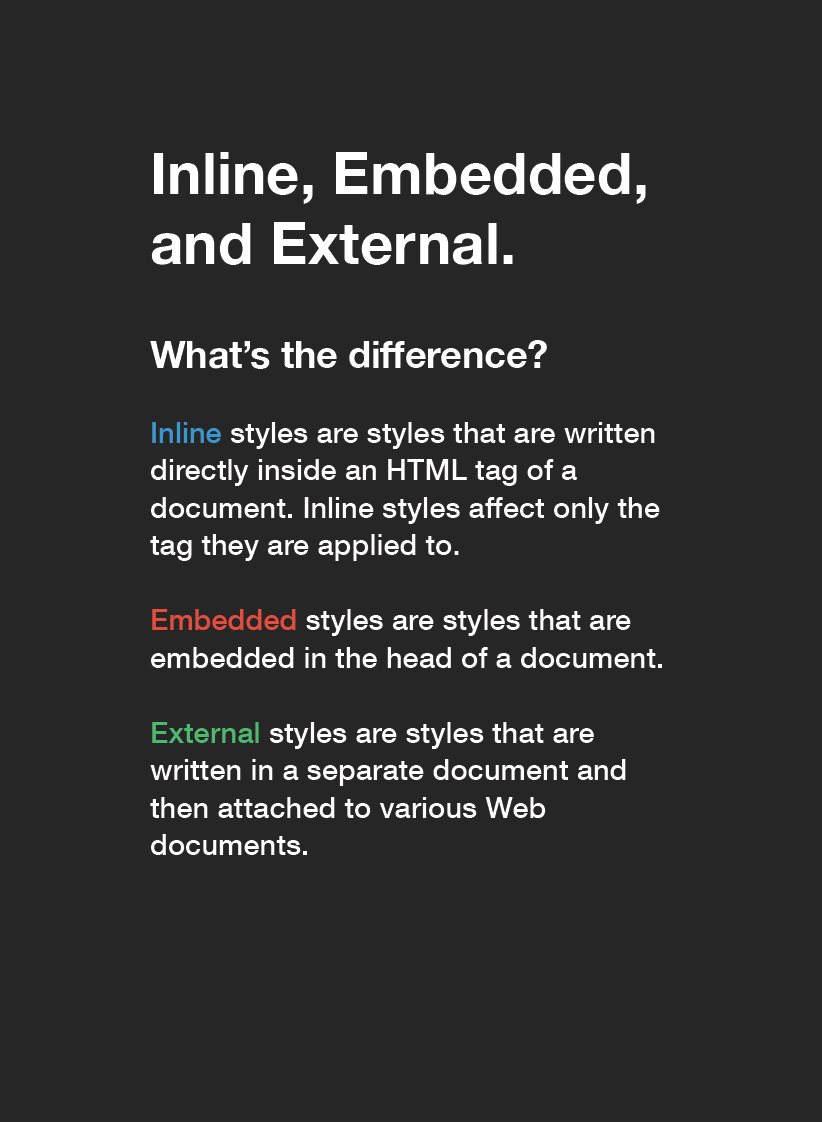 Inline, Embedded,
and External.
What’s the difference?
Inline styles are styles that are written
directly inside an HTML tag of a
document. Inline styles affect only the
tag they are applied to.
Embedded styles are styles that are
embedded in the head of a document.
External styles are styles that are
written in a separate document and
then attached to various Web
documents.